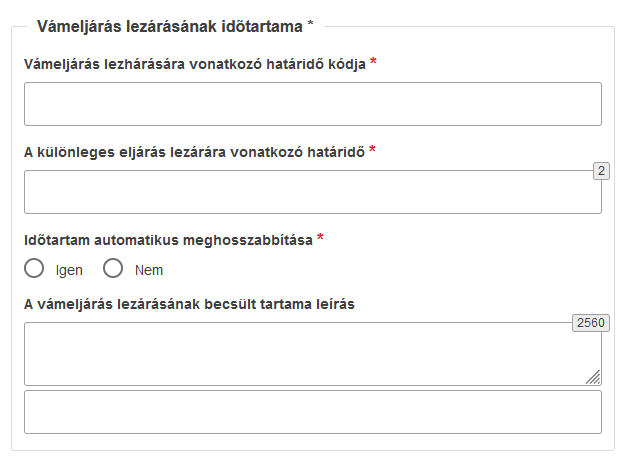 Vámeljárás lezárásának időtartama *
Vámeljárás lezhárására vonatkozó határidő kódja *
A különleges eljárás lezárára vonatkozó határidő *
2
Időtartam automatikus meghosszabbítása *
Igen Nem
A vámeljárás lezárásának becsült tartama leírás
2560